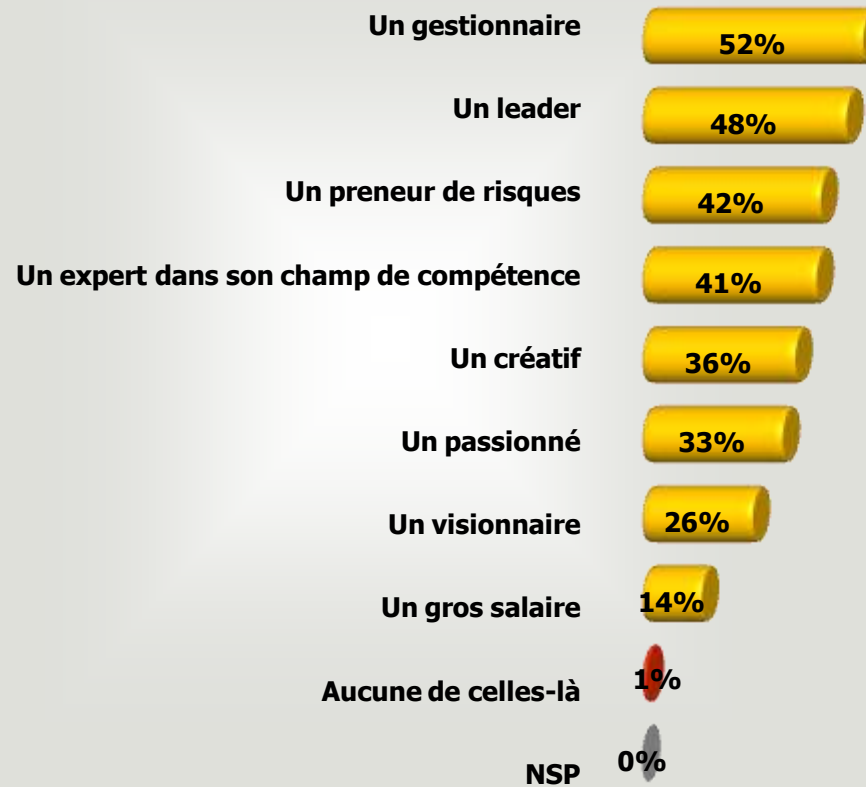 Un gestionnaire 52%
Un leader 48%
Un preneur de risques 42%
Un expert dans son champ de compétence 41%
Un créatif 36%
Un passionné 33%
Un visionnaire 26%
Un gros salaire 14%
Aucune de celles-là 1%
NSP 0%